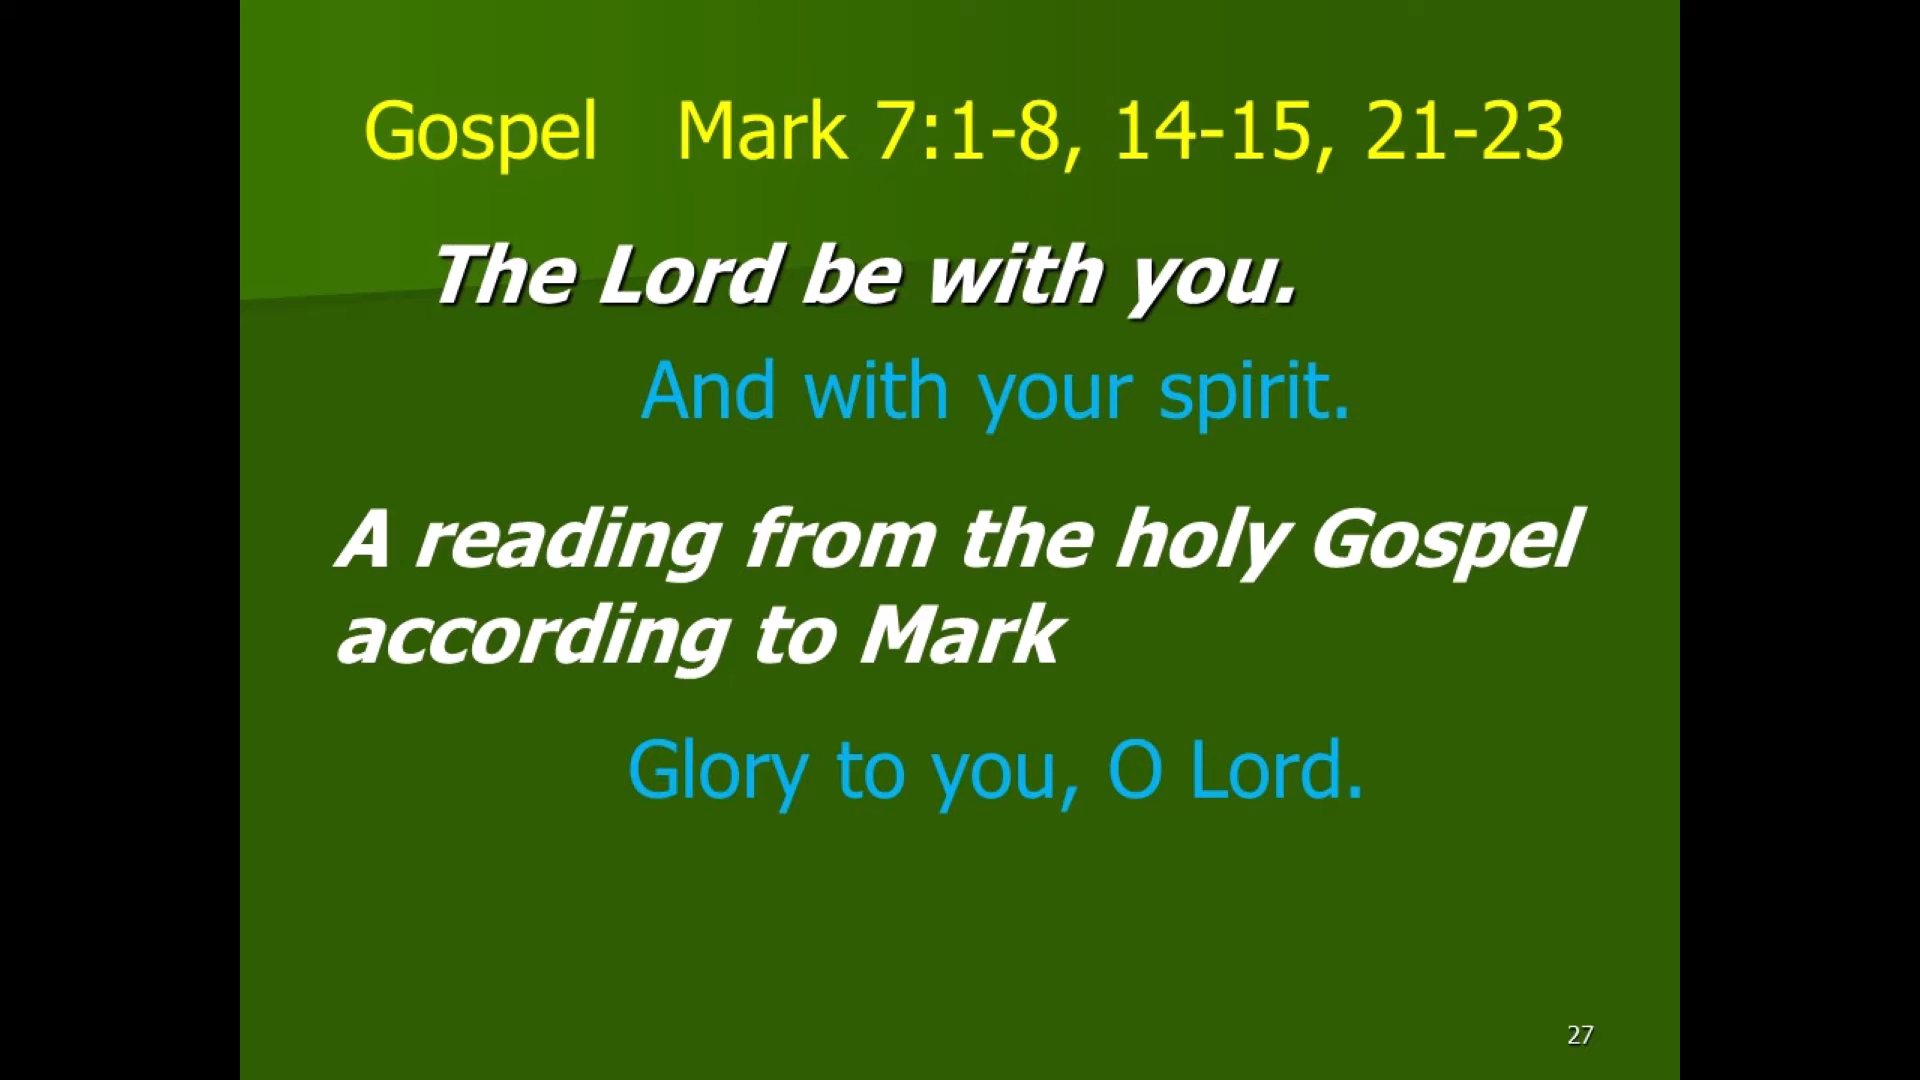 Gospel Mark 7:1-8, 14-15, 21-23
The Lord be with you.
And with your spirit.
A reading from the holy Gospel
according to Mark
Glory to you, O Lord.
27